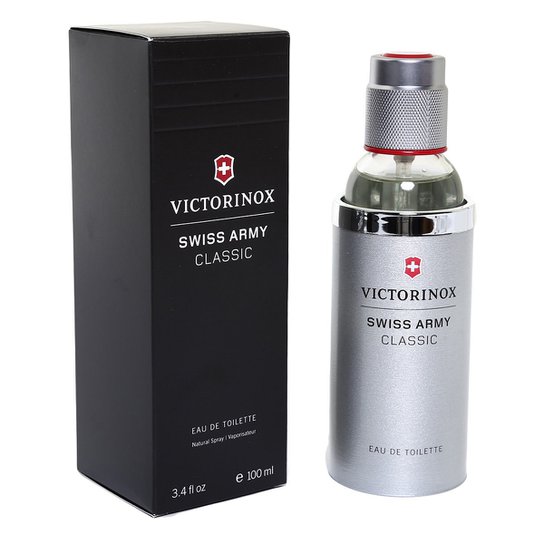 VICTORINOX
SWISS ARMY
CLASSIC
EAU DE TOILETTE
Natural Spray | Vaporisateur
3.4 fl oz e 100 ml
VICTORINOX
SWISS ARMY
CLASSIC
EAU DE TOILETTE